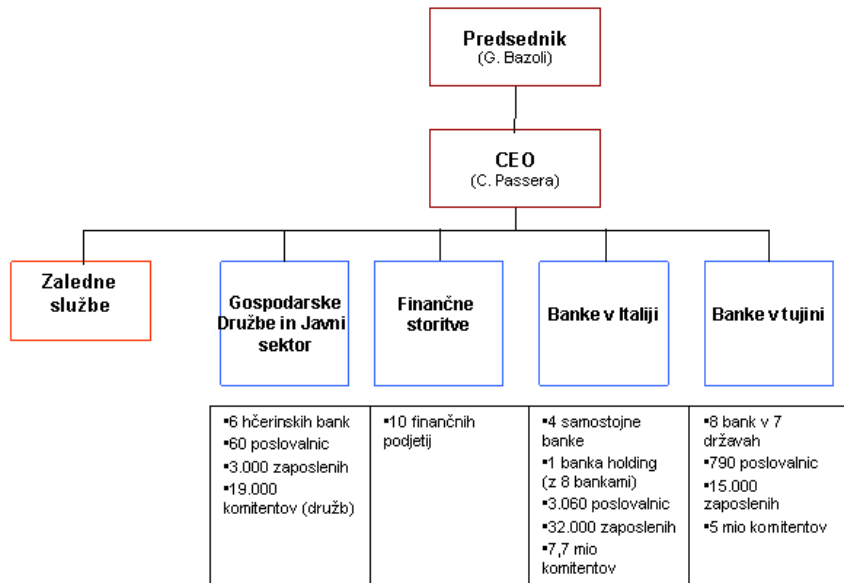 Predsednik
(G. Bazoli)
CEO
(C. Passera)
Zaledne
službe
Gospodarske
Družbe in Javni
sektor
Finančne
storitve
Banke v Italiji
Banke v tujini
▪6 hčerinskih bank
▪60 poslovalnic
▪3.000 zaposlenih
▪19.000
komitentov (družb)
▪10 finančnih
podjetij
▪4 samostojne
banke
▪1 banka holding
(z 8 bankami)
▪3.060 poslovalnic
▪32.000 zaposlenih
▪7,7 mio
komitentov
▪8 bank v 7
državah
▪790 poslovalnic
▪15.000
zaposlenih
▪5 mio komitentov